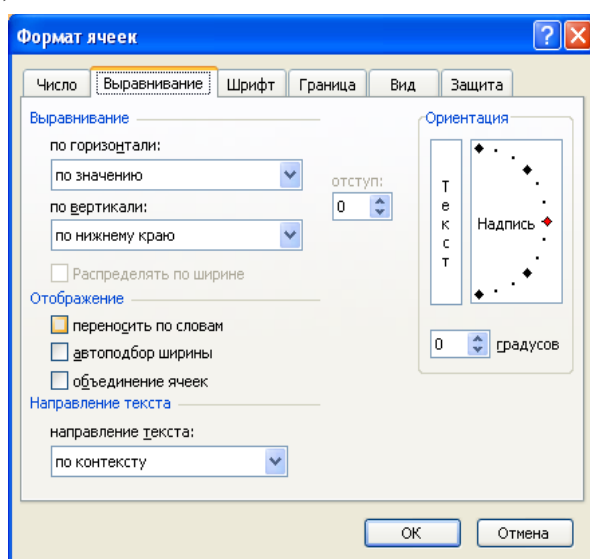 Формат ячеек
Число Выравнивание Шрифт Граница Вид Защита
Выравнивание
по горизонтали:
по значению
отступ:
0
по вертикали:
по нижнему краю
Распределять по ширине
Отображение
переносить по словам
автоподбор ширины
объединение ячеек
Направление текста
направление текста:
по контексту
Ориентация
Текст
Надпись
0 градусов
ОК Отмена